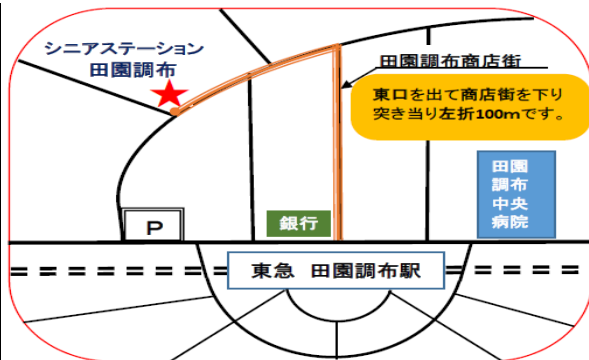 シニアステーション
田園調布
田園調布商店街
東口を出て商店街を下り
突き当り左折100mです。
田園
調布
中央
病院
P
銀行
東急 田園調布駅